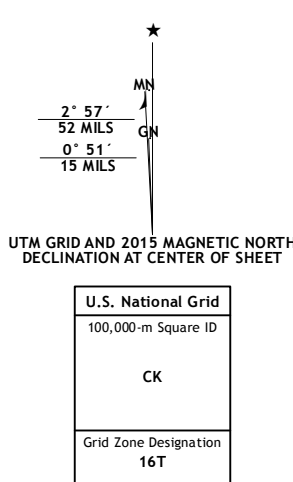 ★
MN
2° 57´
52 MILS
GN
0° 51´
15 MILS
UTM GRID AND 2015 MAGNETIC NORTH
DECLINATION AT CENTER OF SHEET
U.S. National Grid
100,000-m Square ID
CK
Grid Zone Designation
16T